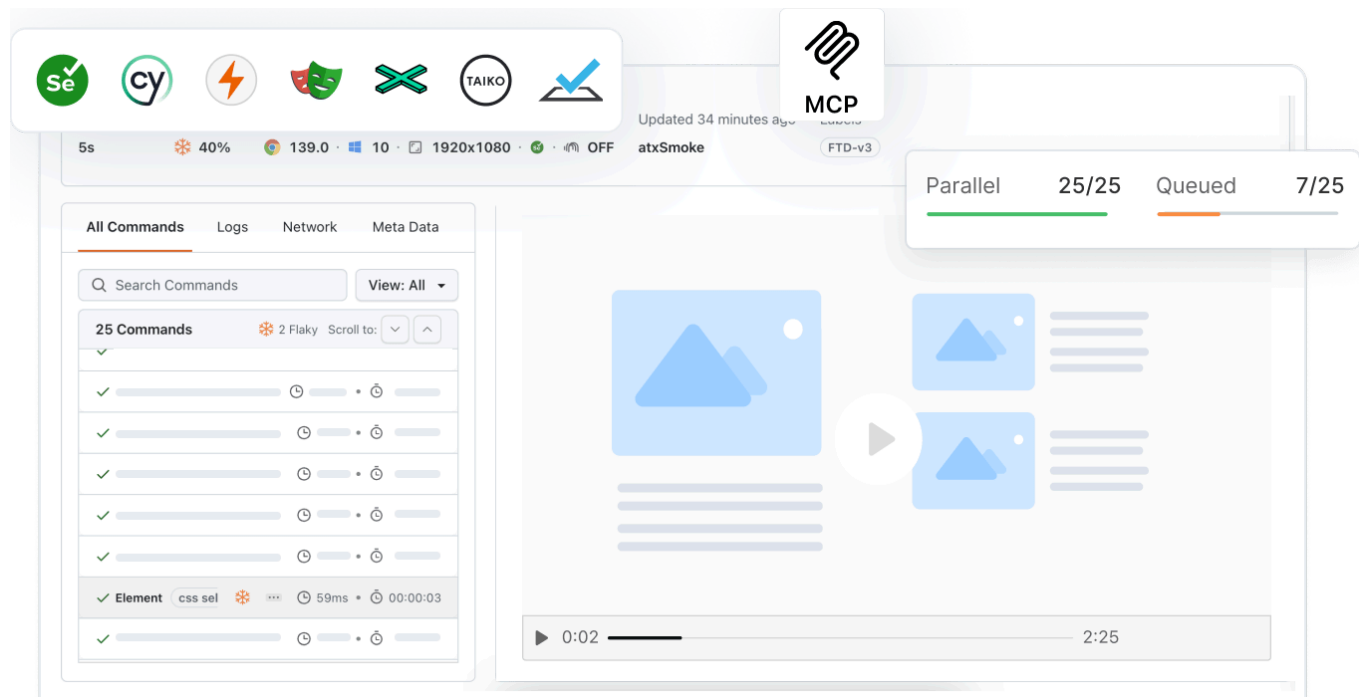 Se
cy
TAIKO
MCP
Updated 34 minutes ago Labels
5s 40% 139.0 · 10 · 1920x1080 · · OFF atxSmoke FTD-v3
Parallel 25/25 Queued 7/25
All Commands Logs Network Meta Data
Search Commands View: All
25 Commands 2 Flaky Scroll to:
Element css sel ··· 59ms • 00:00:03
0:02 2:25